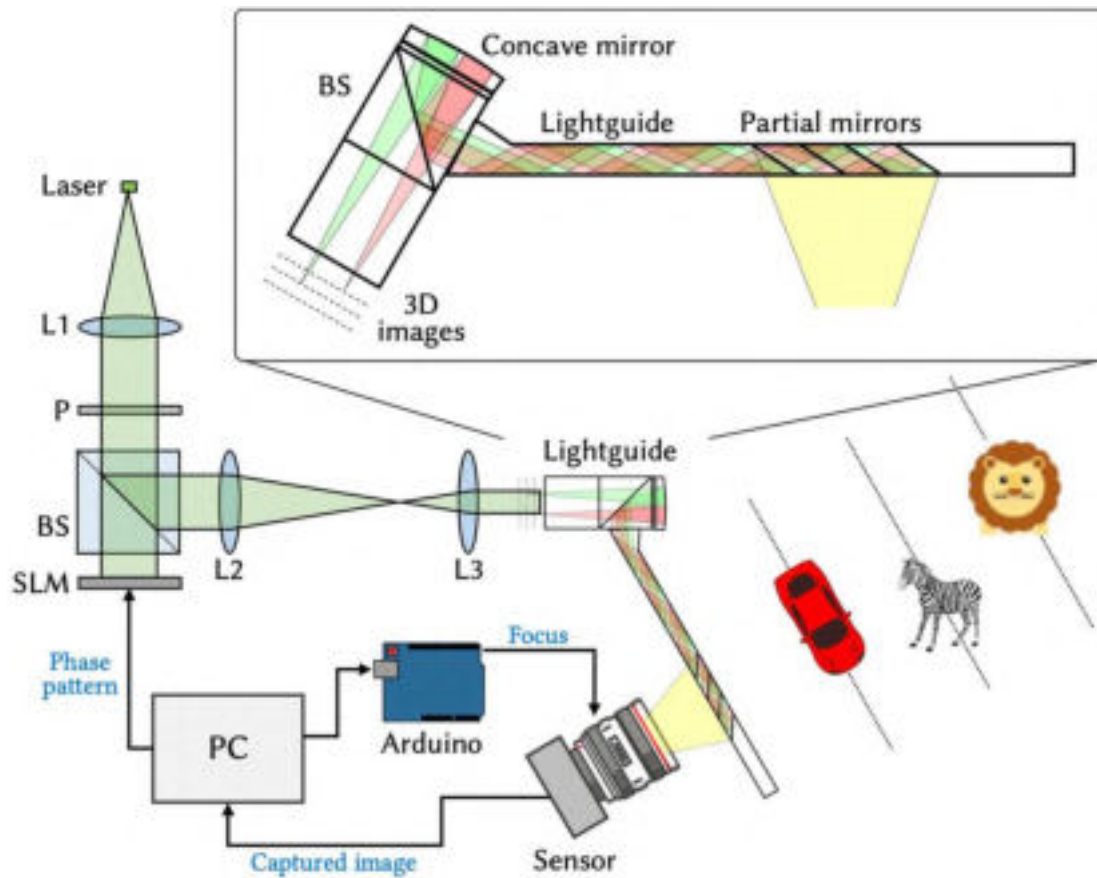 Concave mirror
BS
Lightguide
Partial mirrors
3D
images
Laser
L1
P
BS
SLM
L2
L3
Lightguide
Phase
pattern
PC
Arduino
Focus
Sensor
Captured image